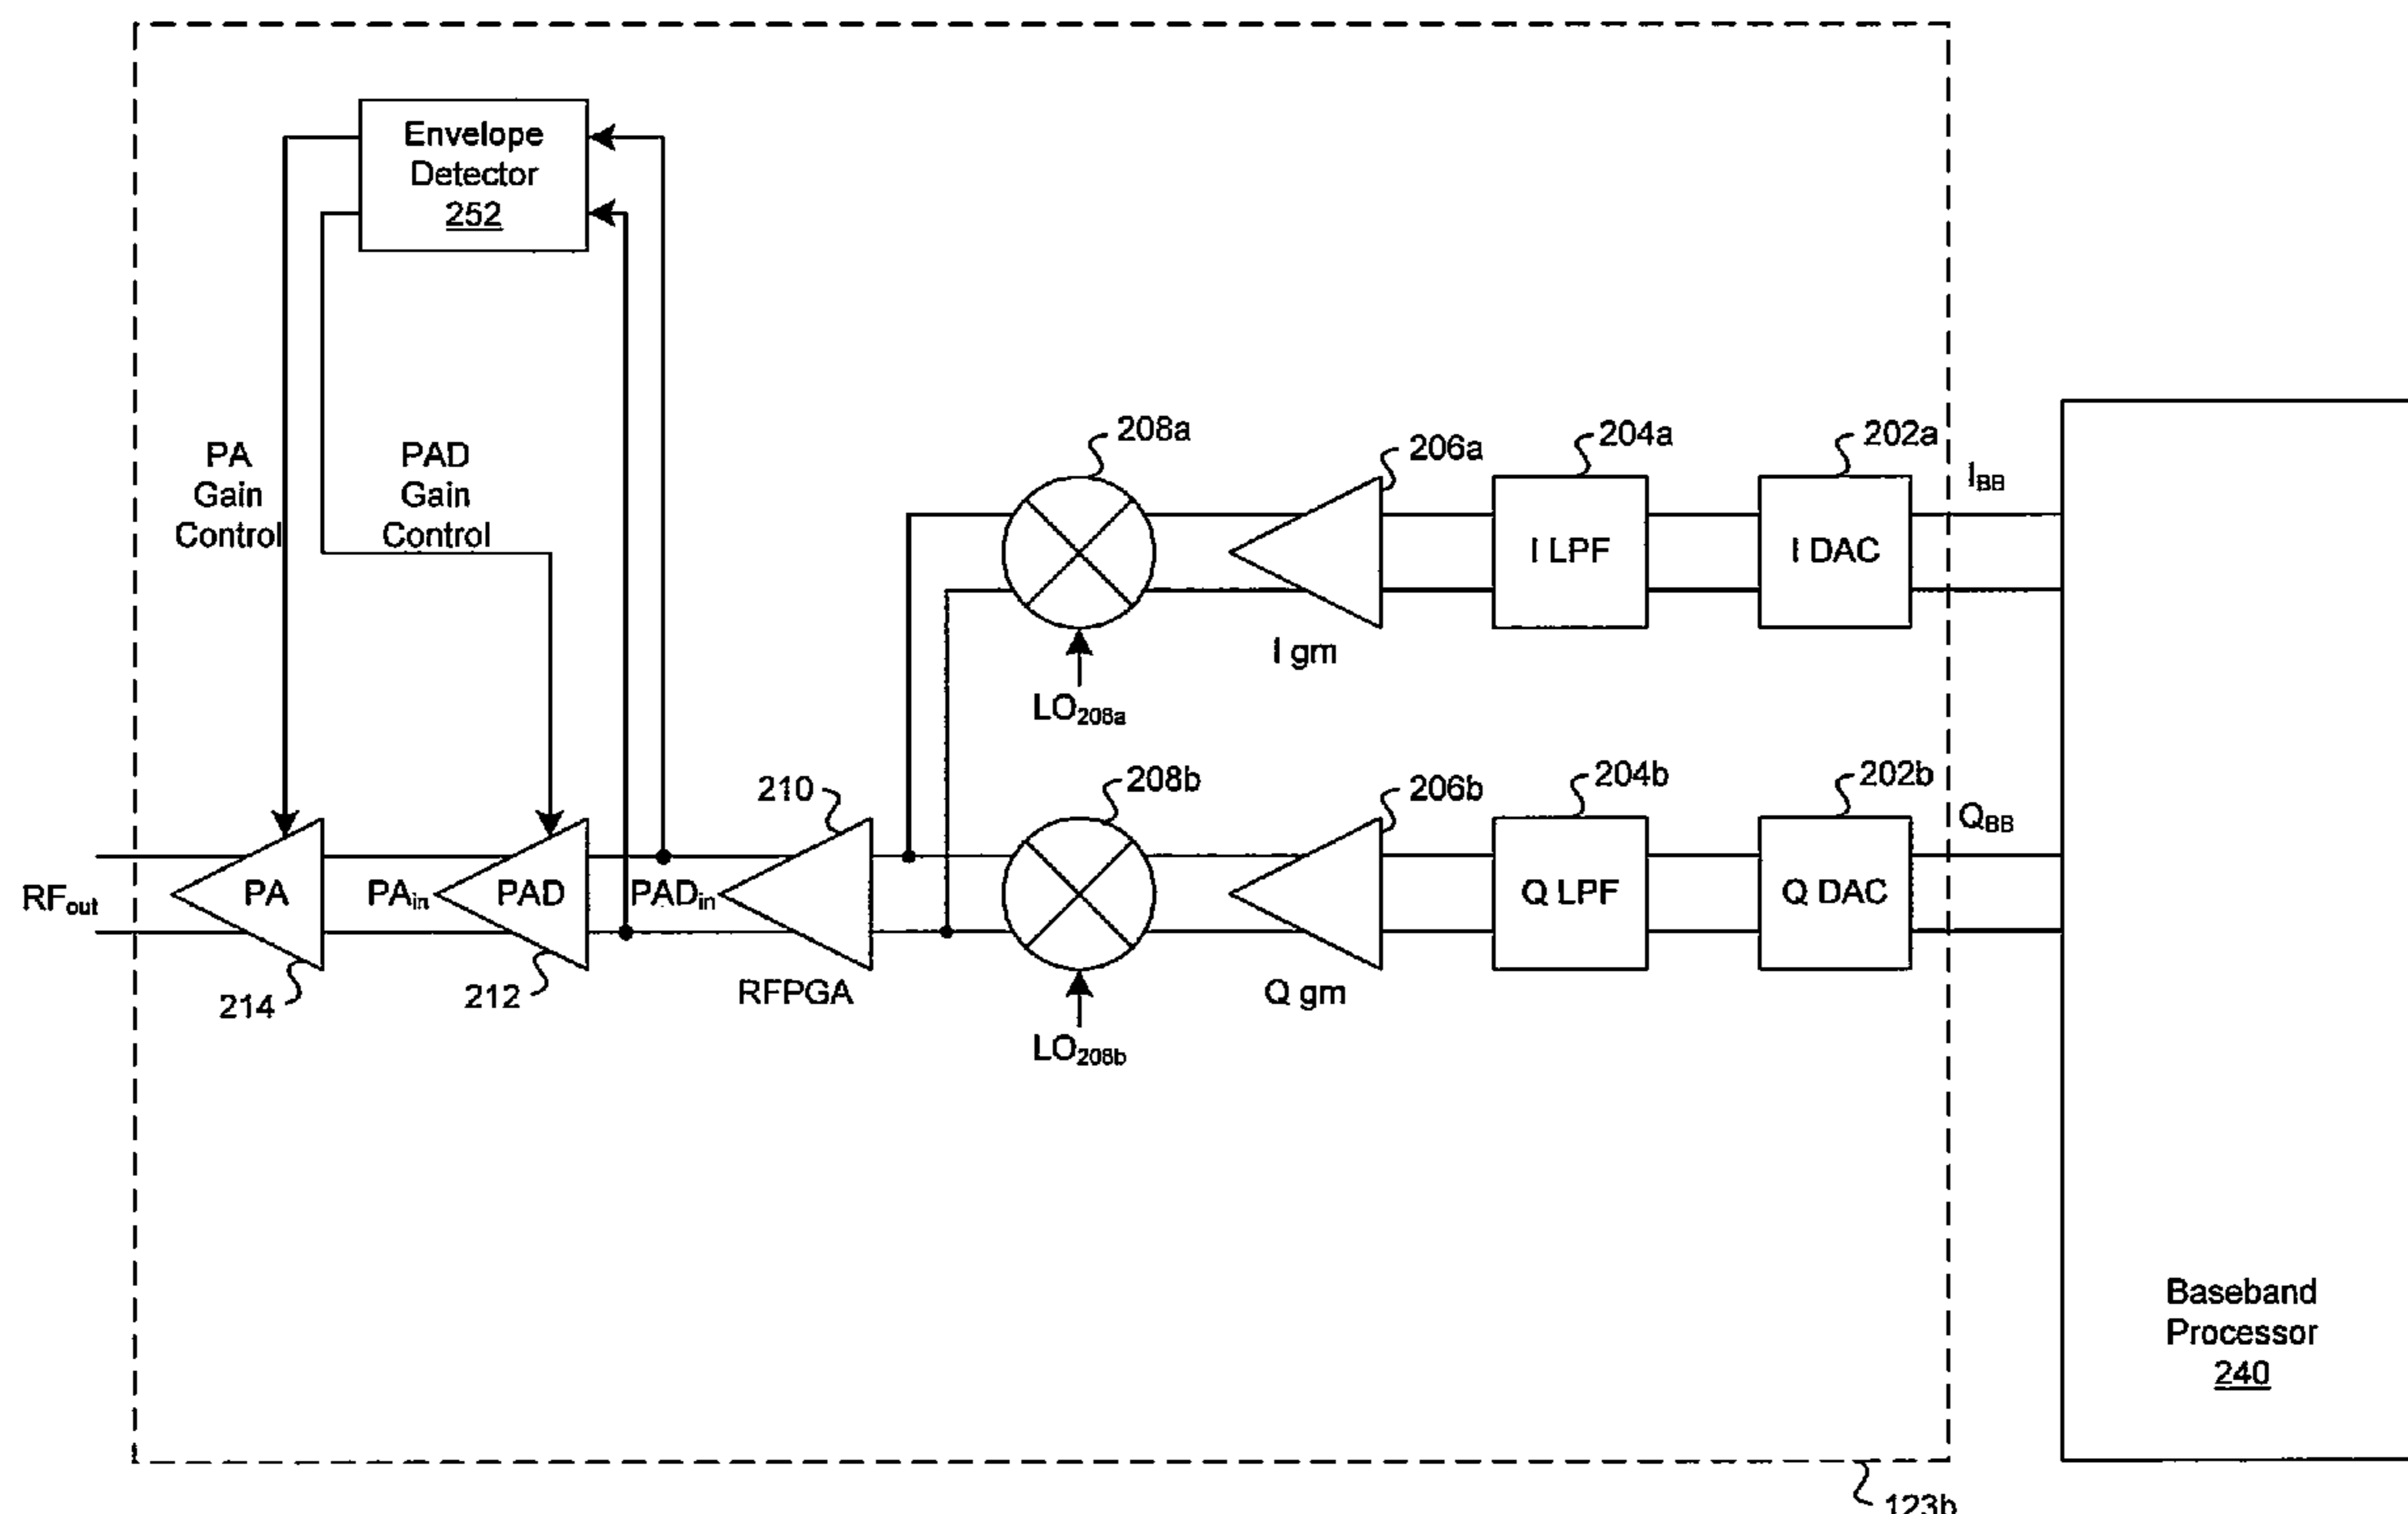 Envelope
Detector
252
PA
Gain
Control
PAD
Gain
Control
208a
206a
204a
202a
I_BB
I LPF
I DAC
I gm
LO_208a
210
208b
206b
204b
202b
Q_BB
RF_out
PA
PA_in
PAD
PAD_in
Q LPF
Q DAC
214
212
RFPGA
Q gm
LO_208b
Baseband
Processor
240
123b